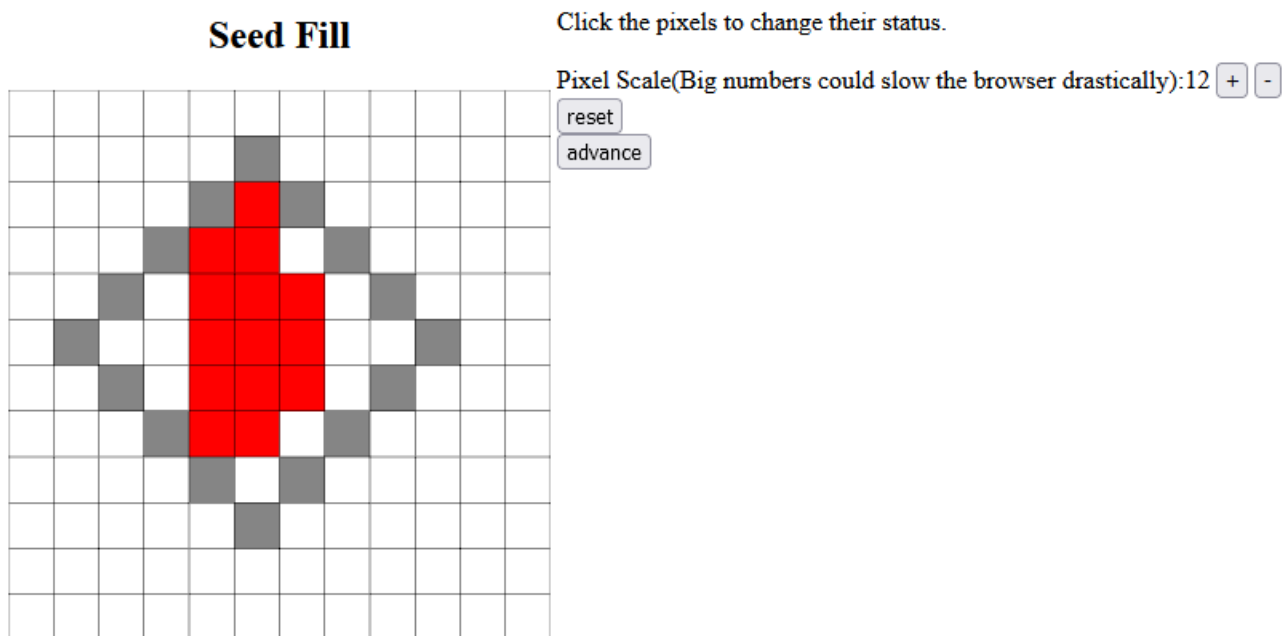 Seed Fill
Click the pixels to change their status.
Pixel Scale(Big numbers could slow the browser drastically):12 + -
reset
advance